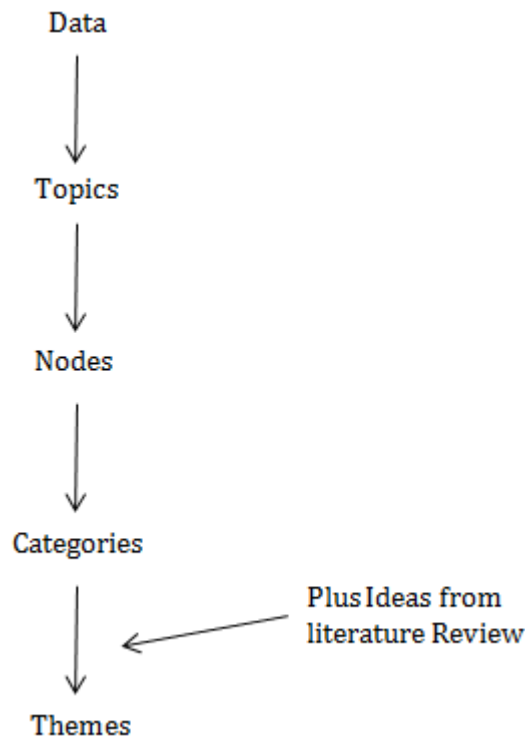 Data
Topics
Nodes
Categories
Plus Ideas from
literature Review
Themes